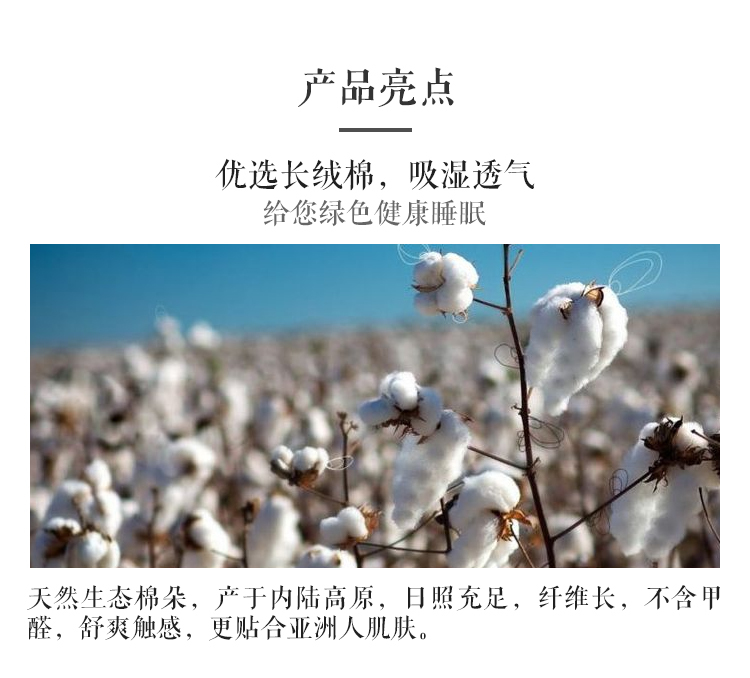 产品亮点
优选长绒棉，吸湿透气
给您绿色健康睡眠
天然生态棉朵，产于内陆高原，日照充足，纤维长，不含甲
醛，舒爽触感，更贴合亚洲人肌肤。